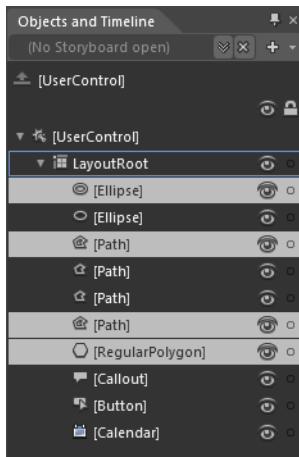 Objects and Timeline
(No Storyboard open)
[UserControl]
[UserControl]
LayoutRoot
[Ellipse]
[Ellipse]
[Path]
[Path]
[Path]
[Path]
[RegularPolygon]
[Callout]
[Button]
[Calendar]